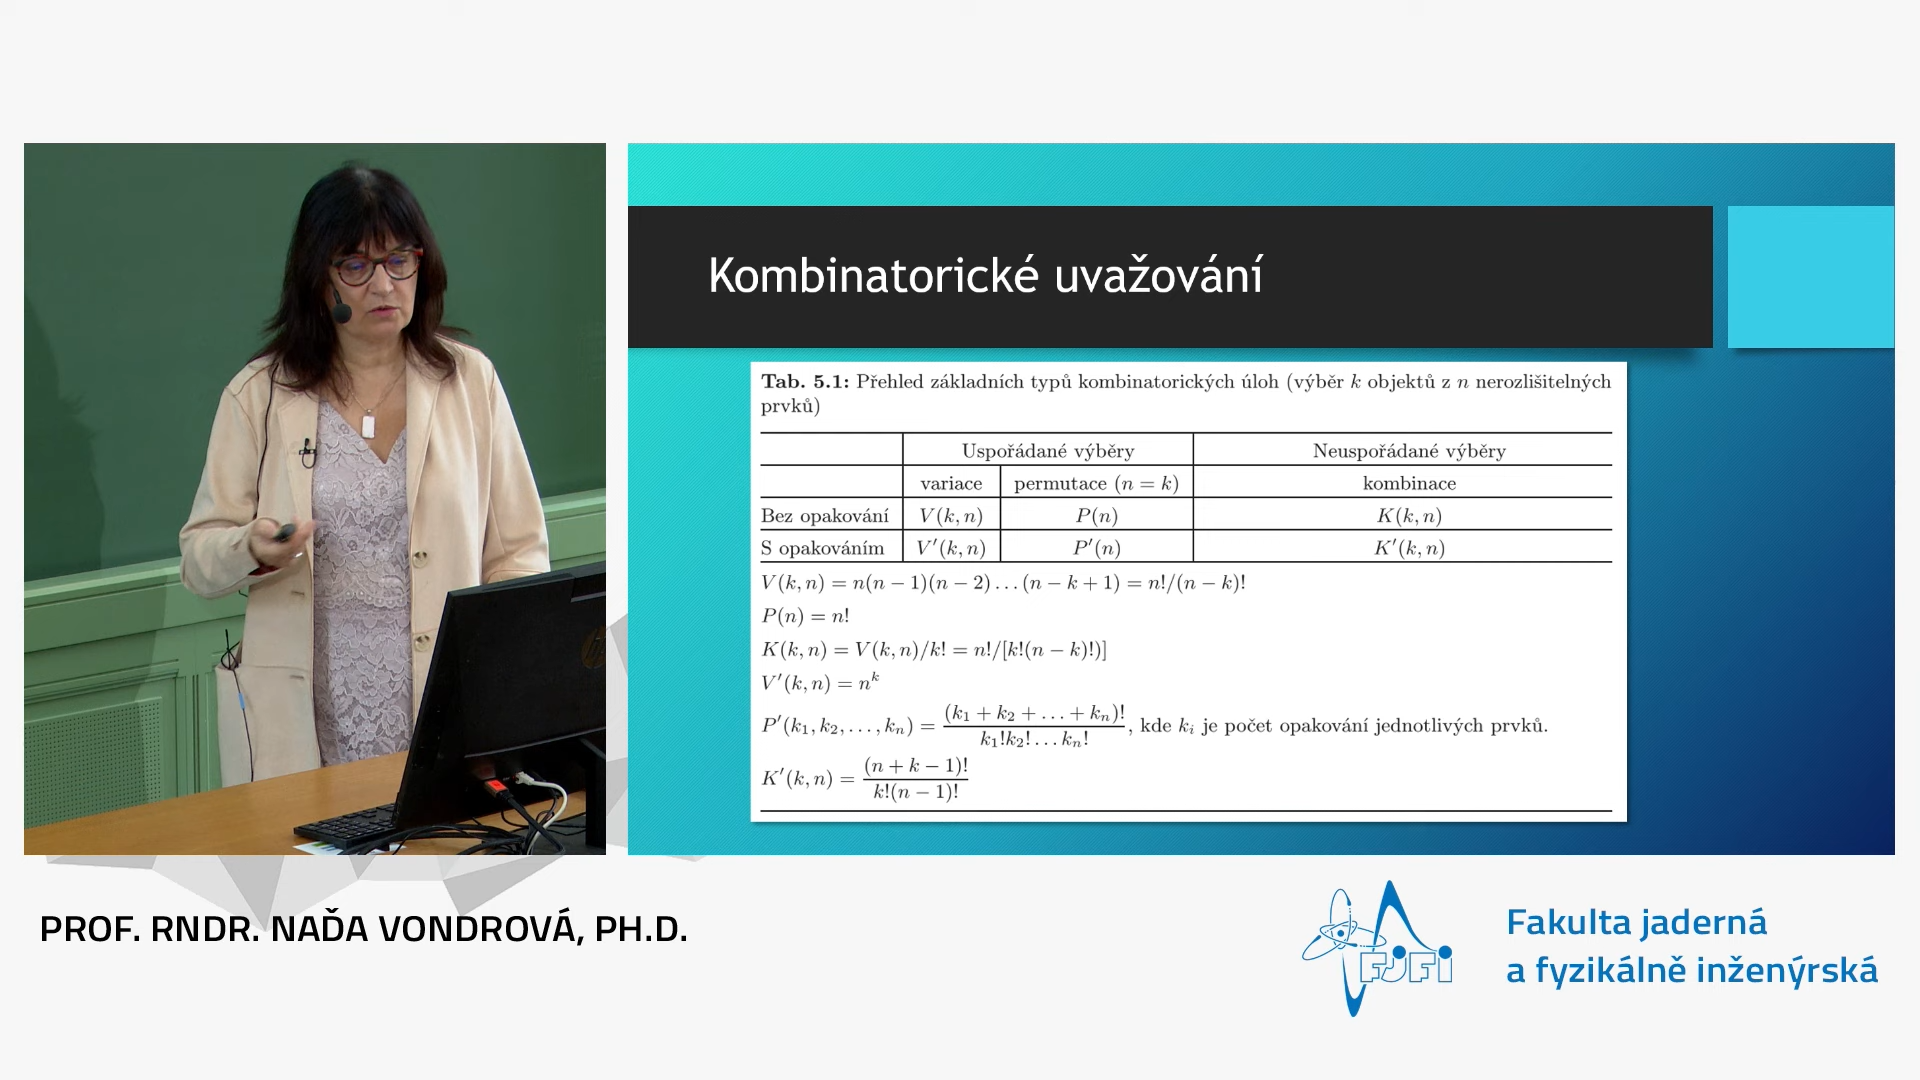 Kombinatorické uvažování
Tab. 5.1: Přehled základních typů kombinatorických úloh (výběr k objektů z n nerozlišitelných
prvků)
Uspořádané výběry Neuspořádané výběry
variace permutace (n = k) kombinace
Bez opakování V(k, n) P(n) K(k, n)
S opakováním V′(k, n) P′(n) K′(k, n)
V(k, n) = n(n − 1)(n − 2) . . . (n − k + 1) = n!/(n − k)!
P(n) = n!
K(k, n) = V(k, n)/k! = n!/[k!(n − k)!)]
V′(k, n) = nᵏ
P′(k₁, k₂, . . . , kₙ) = (k₁ + k₂ + . . . + kₙ)! / k₁!k₂! . . . kₙ! , kde kᵢ je počet opakování jednotlivých prvků.
K′(k, n) = (n + k − 1)! / k!(n − 1)!
PROF. RNDR. NAĎA VONDROVÁ, PH.D.
FJFI
Fakulta jaderná
a fyzikálně inženýrská